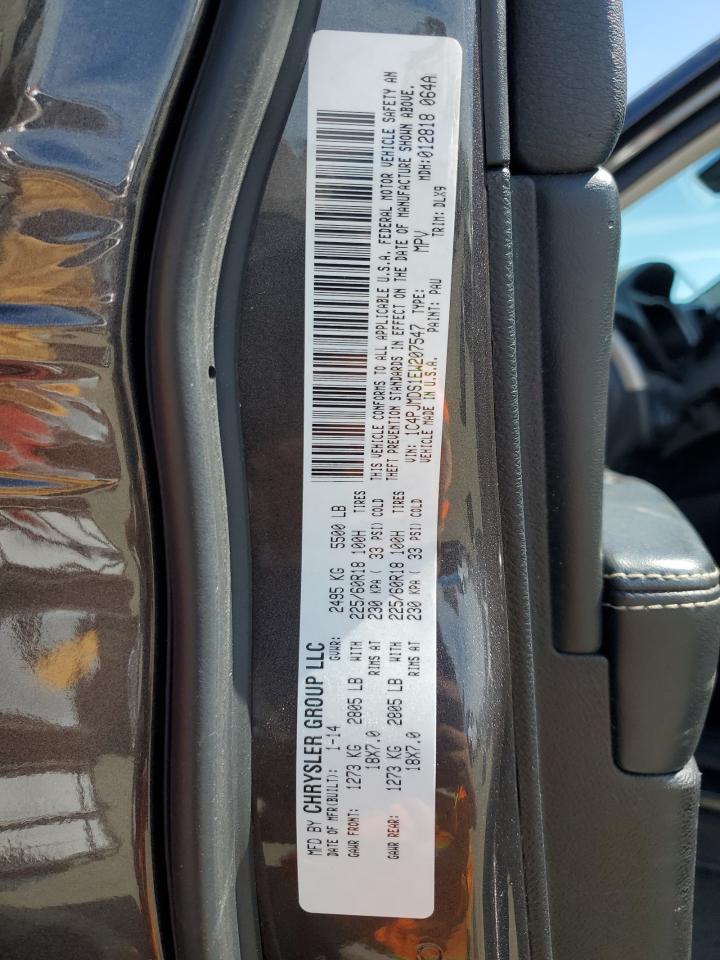 MFD BY CHRYSLER GROUP LLC
DATE OF MFR(BUILT): 1-14 GVWR: 2495 KG 5500 LB
GAWR FRONT: 1273 KG 2805 LB WITH 225/60R18 100H TIRES
18X7.0 RIMS AT 230 KPA ( 33 PSI) COLD
GAWR REAR: 1273 KG 2805 LB WITH 225/60R18 100H TIRES
18X7.0 RIMS AT 230 KPA ( 33 PSI) COLD
THIS VEHICLE CONFORMS TO ALL APPLICABLE U.S.A. FEDERAL MOTOR VEHICLE SAFETY AN
THEFT PREVENTION STANDARDS IN EFFECT ON THE DATE OF MANUFACTURE SHOWN ABOVE.
VIN: 1C4PJMDS1EW207547 TYPE: MPV MDH:012818 064A
VEHICLE MADE IN U.S.A. PAINT: PAU TRIM: DLX9